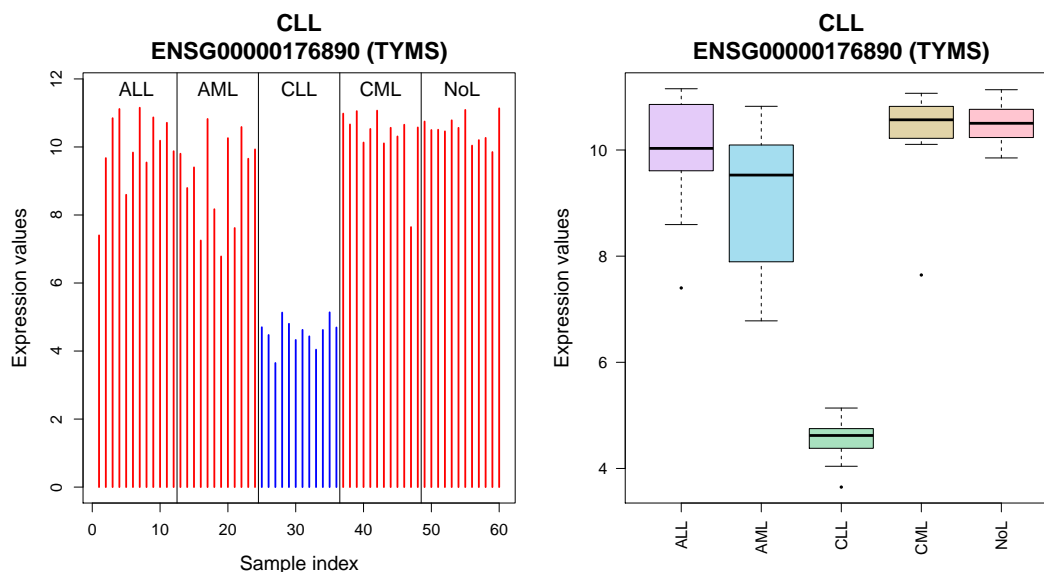 CLL
ENSG00000176890 (TYMS)
ALL AML CLL CML NoL
12
10
8
6
4
2
0
Expression values
0 10 20 30 40 50 60
Sample index
CLL
ENSG00000176890 (TYMS)
10
8
6
4
Expression values
ALL AML CLL CML NoL